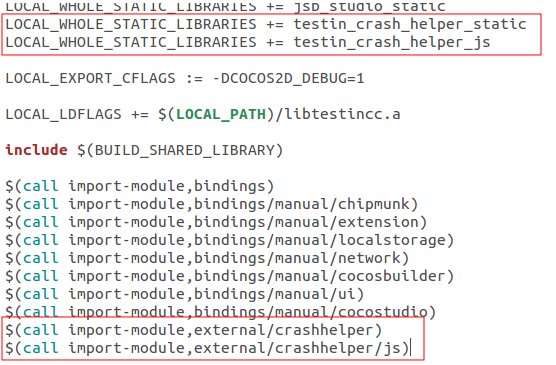 LOCAL_WHOLE_STATIC_LIBRARIES += jsb_studio_static
LOCAL_WHOLE_STATIC_LIBRARIES += testin_crash_helper_static
LOCAL_WHOLE_STATIC_LIBRARIES += testin_crash_helper_js
LOCAL_EXPORT_CFLAGS := -DCOCOS2D_DEBUG=1
LOCAL_LDFLAGS += $(LOCAL_PATH)/libtestincc.a
include $(BUILD_SHARED_LIBRARY)
$(call import-module,bindings)
$(call import-module,bindings/manual/chipmunk)
$(call import-module,bindings/manual/extension)
$(call import-module,bindings/manual/localstorage)
$(call import-module,bindings/manual/network)
$(call import-module,bindings/manual/cocosbuilder)
$(call import-module,bindings/manual/ui)
$(call import-module,bindings/manual/cocostudio)
$(call import-module,external/crashhelper)
$(call import-module,external/crashhelper/js)